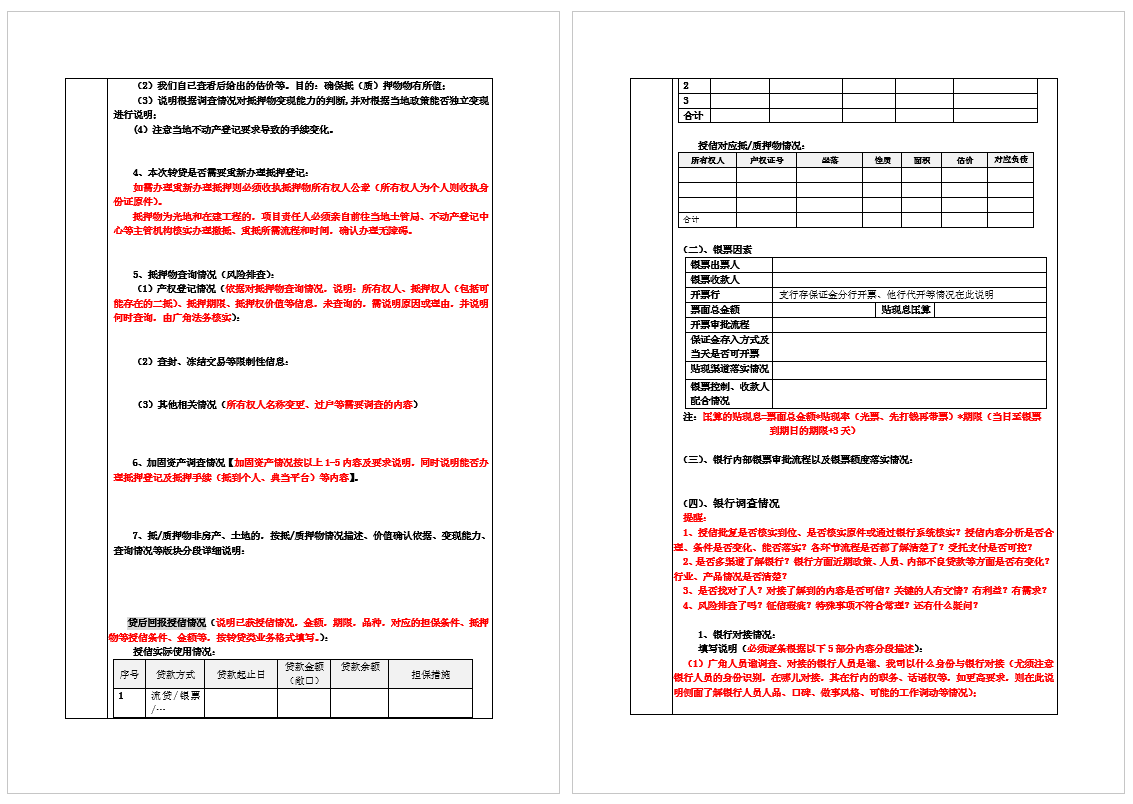 （2）我们自己查看后给出的估价等。目的：确保抵（质）押物物有所值；
（3）说明根据调查情况对抵押物变现能力的判断,并对根据当地政策能否独立变现
进行说明；
（4）注意当地不动产登记要求导致的手续变化。
4、本次转贷是否需要重新办理抵押登记：
如需办理重新办理抵押则必须收执抵押物所有权人公章（所有权人为个人则收执身
份证原件）。
抵押物为光地和在建工程的，项目责任人必须亲自前往当地土管局、不动产登记中
心等主管机构核实办理撤抵、重抵所需流程和时间，确认办理无障碍。
5、抵押物查询情况（风险排查）：
（1）产权登记情况（依据对抵押物查询情况，说明：所有权人、抵押权人（包括可
能存在的二抵）、抵押期限、抵押权价值等信息，未查询的，需说明原因或理由，并说明
何时查询，由广角法务核实）：
（2）查封、冻结交易等限制性信息：
（3）其他相关情况（所有权人名称变更、过户等需要调查的内容）
6、加固资产调查情况【加固资产情况按以上1-5内容及要求说明，同时说明能否办
理抵押登记及抵押手续（抵到个人、典当平台）等内容】。
7、抵/质押物非房产、土地的，按抵/质押物情况描述、价值确认依据、变现能力、
查询情况等版块分段详细说明：
贷后回报授信情况（说明已获授信情况，金额，期限，品种，对应的担保条件、抵押
物等授信条件、金额等，按转贷类业务格式填写。）：
授信实际使用情况：
序号 贷款方式 贷款起止日 贷款金额（敞口） 贷款余额 担保措施
1 流贷/银票
/…
2
3
合计
授信对应抵/质押物情况：
所有权人 户权证号 坐落 性质 面积 估价 对应负债
合计
（二）、银票因素
银票出票人
银票收款人
开票行 支行存保证金分行开票、他行代开等情况在此说明
票面总金额 贴现息匡算
开票审批流程
保证金存入方式及
当天是否可开票
贴现渠道落实情况
银票控制、收款人
配合情况
注：匡算的贴现息=票面总金额*贴现率（光票、先打钱再带票）*期限（当日至银票
到期日的期限+3天）
（三）、银行内部银票审批流程以及银票额度落实情况：
（四）、银行调查情况
提醒：
1、授信批复是否核实到位、是否核实原件或通过银行系统核实？授信内容分析是否合
理、条件是否变化、能否落实？各环节流程是否都了解清楚了？受托支付是否可控？
2、是否多渠道了解银行？银行方面近期政策、人员、内部不良贷款等方面是否有变化？
行业、产品情况是否清楚？
3、是否找对了人？对接了解到的内容是否可信？关键的人有交情？有利益？有需求？
4、风险排查了吗？征信瑕疵？特殊事项不符合常理？还有什么疑问？
1、银行对接情况：
填写说明（必须逐条根据以下5部分内容分段描述）：
（1）广角人员谁调查、对接的银行人员是谁、我可以什么身份与银行对接（尤须注意
银行人员的身份识别，在哪儿对接，其在行内的职务、话语权等，如更高要求，则在此说
明侧面了解银行人员人品、口碑、做事风格、可能的工作调动等情况）；